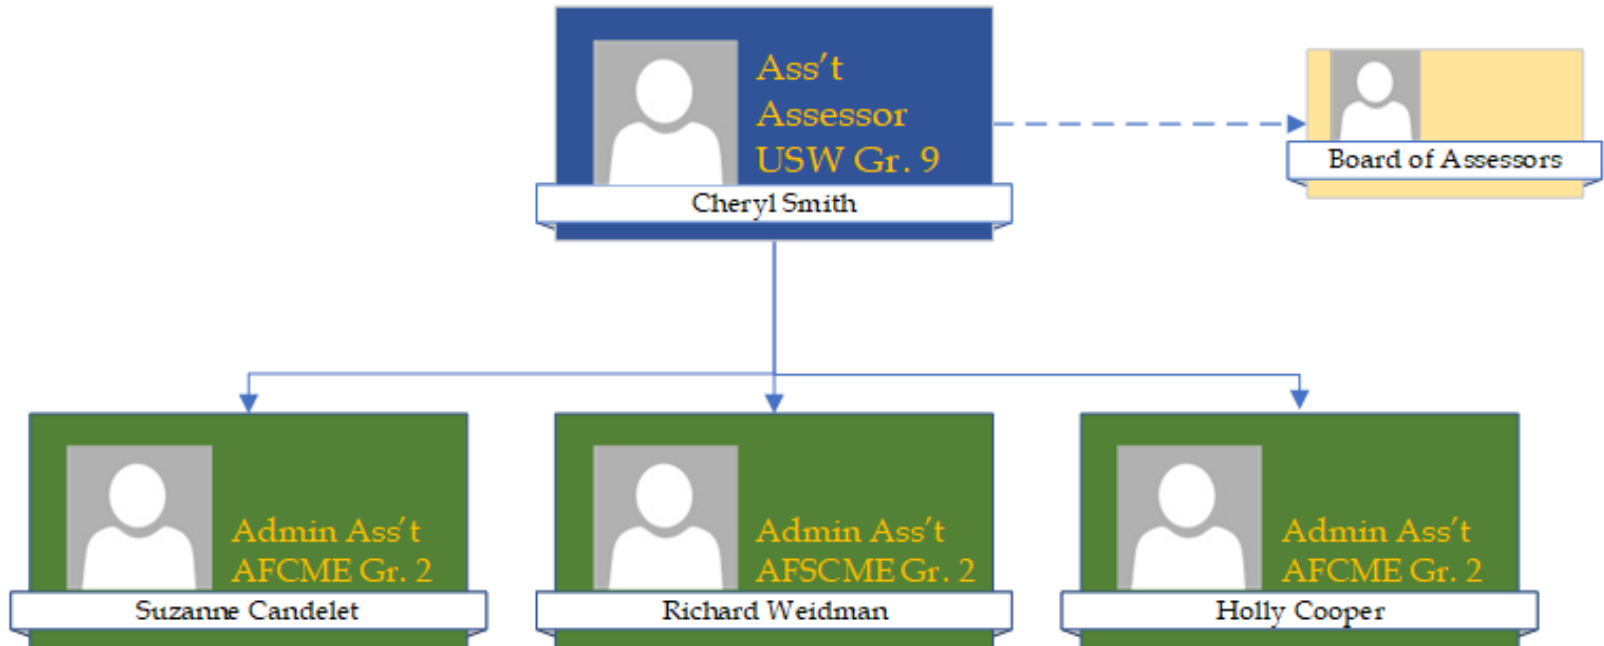 Ass't
Assessor
USW Gr. 9
Cheryl Smith
Board of Assessors
Admin Ass't
AFCME Gr. 2
Suzanne Candelet
Admin Ass't
AFSCME Gr. 2
Richard Weidman
Admin Ass't
AFCME Gr. 2
Holly Cooper